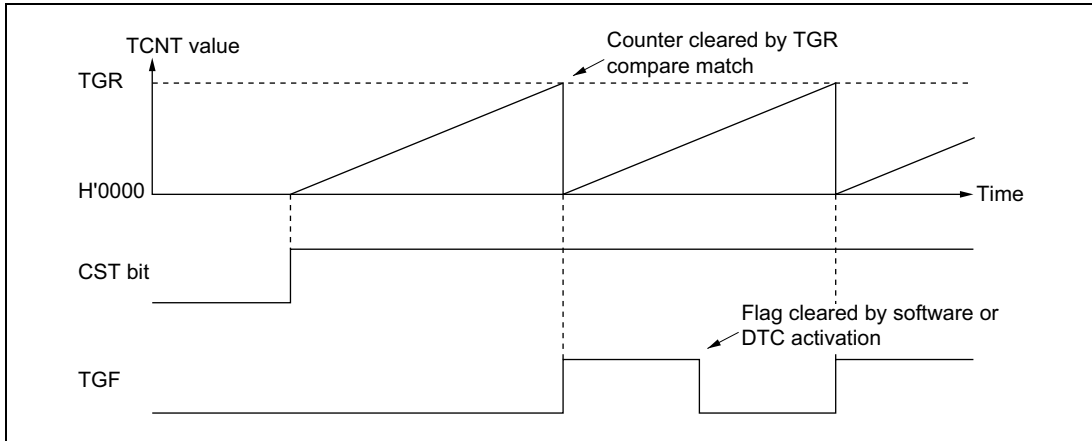 TCNT value
Counter cleared by TGR
compare match
TGR
H'0000
Time
CST bit
Flag cleared by software or
DTC activation
TGF